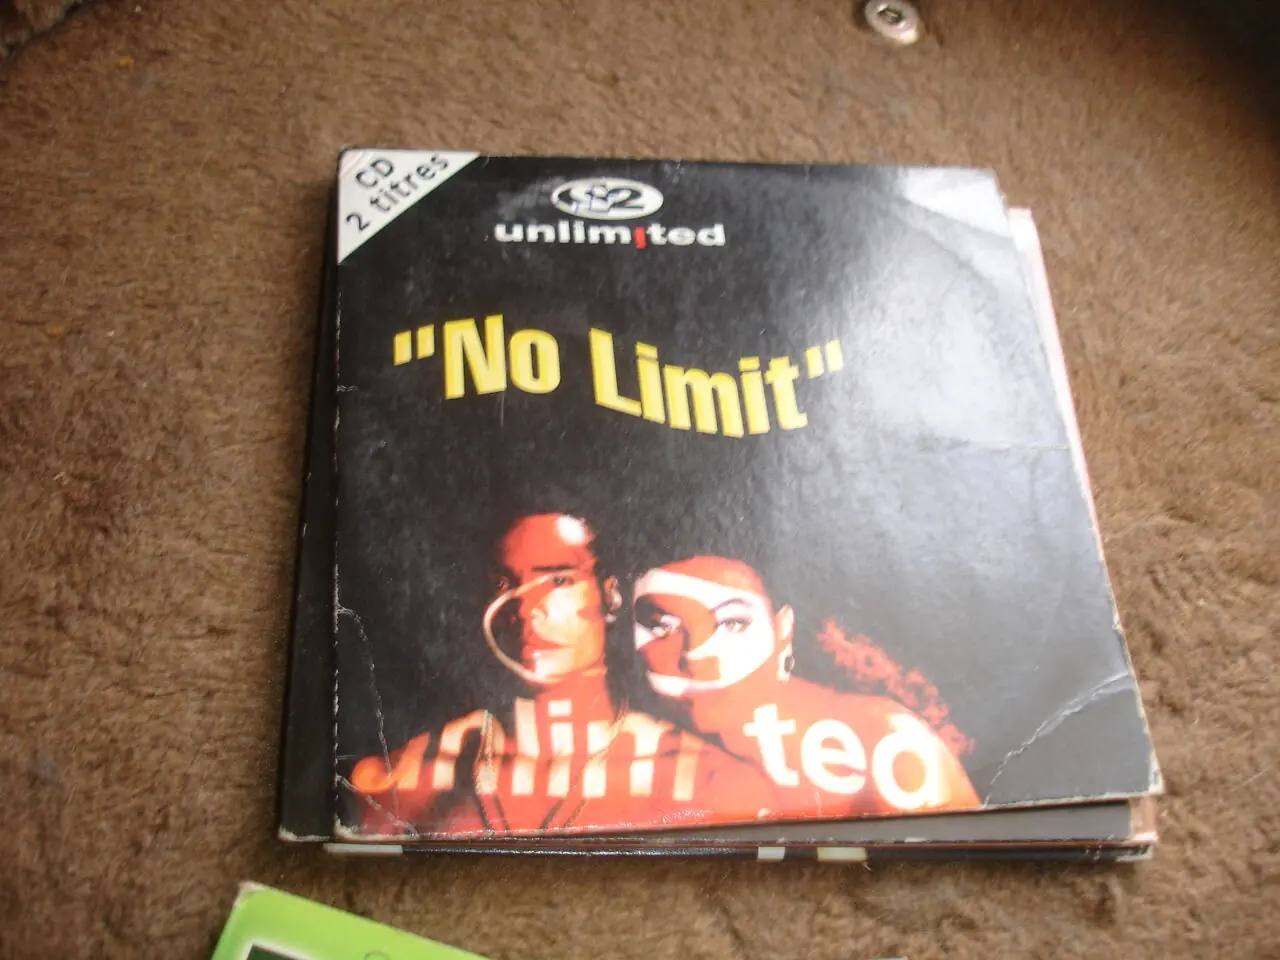 CD
2 titres
2
unlimited
"No Limit"
unlim ted